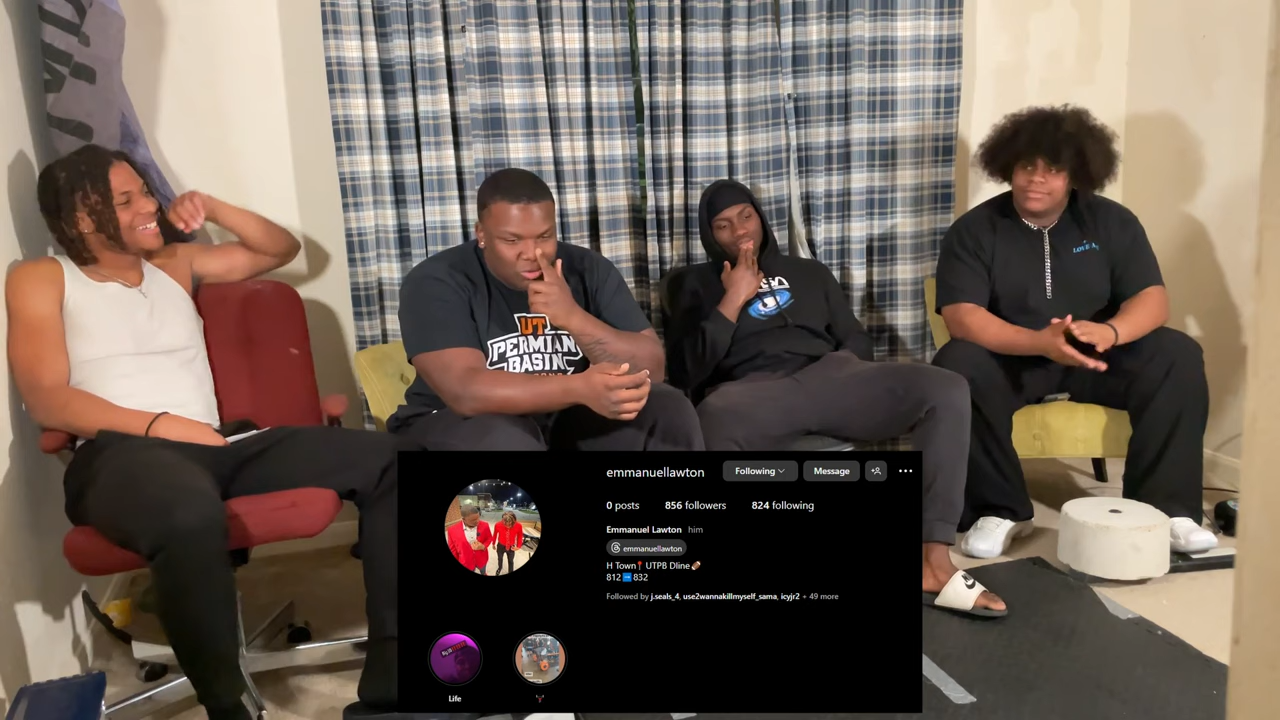 UT
PERMIAN
BASIN
LOVE
emmanuellawton
Following
Message
0 posts
856 followers
824 following
Emmanuel Lawton him
emmanuellawton
H Town📍 UTPB Dline🏈
812➡️832
Followed by j.seals_4, use2wannakillmyself_sama, icyjr2 + 49 more
Life